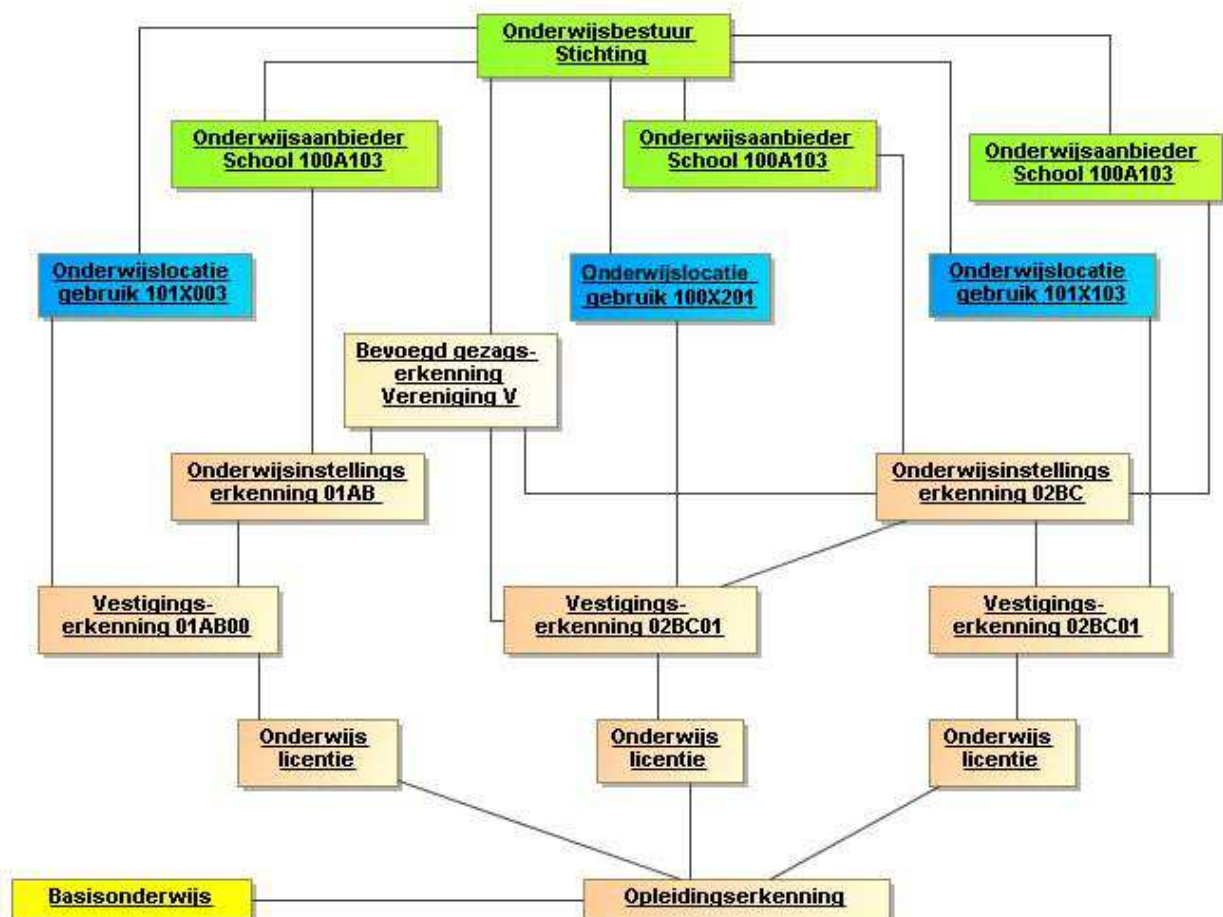 Onderwijsbestuur
Stichting
Onderwijsaanbieder
School 100A103
Onderwijsaanbieder
School 100A103
Onderwijsaanbieder
School 100A103
Onderwijslocatie
gebruik 101X003
Onderwijslocatie
gebruik 100X201
Onderwijslocatie
gebruik 101X103
Bevoegd gezags-
erkenning
Vereniging V
Onderwijsinstellings
erkenning 01AB
Onderwijsinstellings
erkenning 02BC
Vestigings-
erkenning 01AB00
Vestigings-
erkenning 02BC01
Vestigings-
erkenning 02BC01
Onderwijs
licentie
Onderwijs
licentie
Onderwijs
licentie
Basisonderwijs
Opleidingserkenning